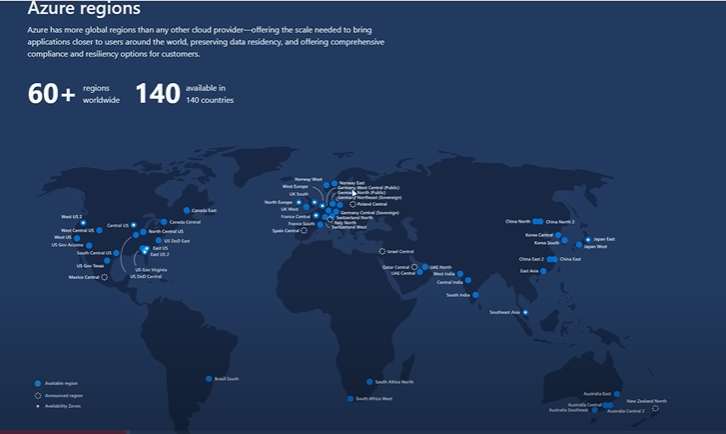 Azure regions
Azure has more global regions than any other cloud provider—offering the scale needed to bring
applications closer to users around the world, preserving data residency, and offering comprehensive
compliance and resiliency options for customers.
60+ regions worldwide
140 available in 140 countries
Norway West
Norway East
West Europe
Germany West Central (Public)
North (Public)
UK South
Germany Northeast (Sovereign)
North Europe
Poland Central
UK West
Germany Central (Sovereign)
France Central
Switzerland North
France South
Italy North
Switzerland West
Spain Central
Canada East
West US 2
Canada Central
Central US
West Central US
North Central US
West US
US DoD East
US Gov Arizona
East US
South Central US
East US 2
US Gov Texas
US Gov Virginia
Mexico Central
US DoD Central
Israel Central
Qatar Central
UAE North
UAE Central
West India
Central India
South India
China North
China North 2
Korea Central
Korea South
Japan East
Japan West
China East 2
China East
East Asia
Southeast Asia
Brazil South
South Africa North
South Africa West
Australia East
New Zealand North
Australia Central
Australia Southeast
Australia Central 2
Available region
Announced region
Availability Zones